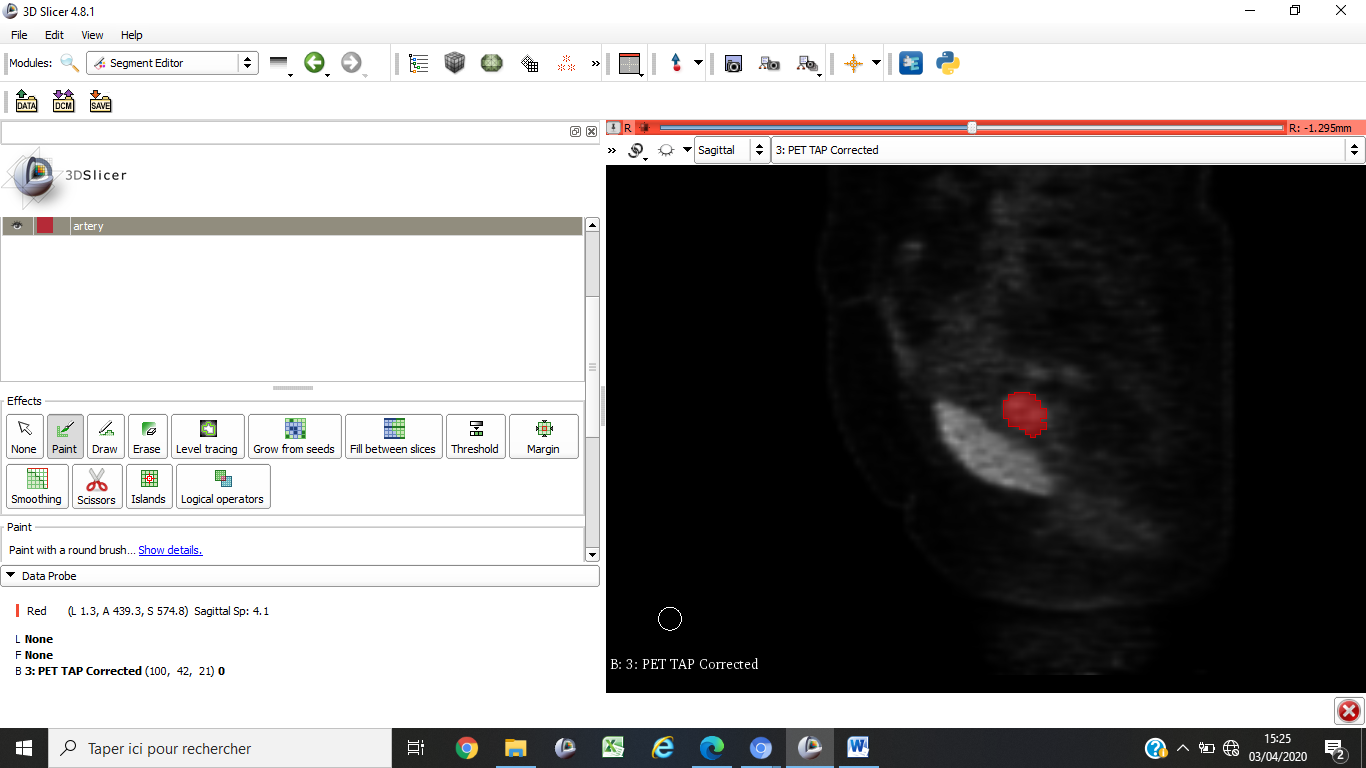 3D Slicer 4.8.1
File Edit View Help
Modules: Segment Editor
DATA DCM SAVE
R R: -1.295mm
Sagittal 3: PET TAP Corrected
3DSlicer
artery
Effects
None Paint Draw Erase Level tracing Grow from seeds Fill between slices Threshold Margin
Smoothing Scissors Islands Logical operators
Paint
Paint with a round brush... Show details.
Data Probe
Red (L 1.3, A 439.3, S 574.8) Sagittal Sp: 4.1
L None
F None
B 3: PET TAP Corrected (100, 42, 21) 0
B: 3: PET TAP Corrected
Taper ici pour rechercher
15:25
03/04/2020
2